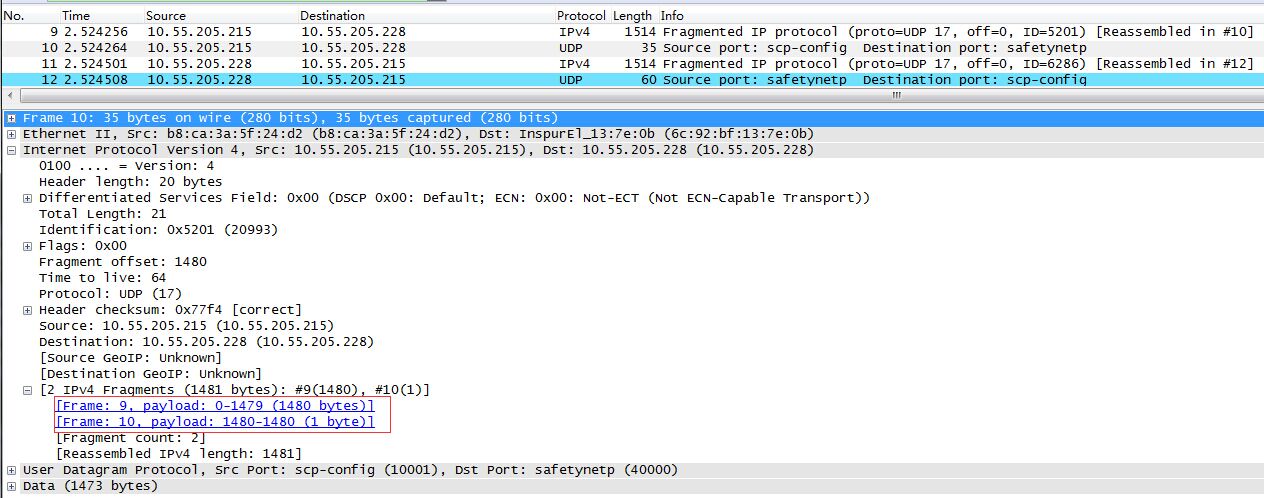 No. Time Source Destination Protocol Length Info
9 2.524256 10.55.205.215 10.55.205.228 IPv4 1514 Fragmented IP protocol (proto=UDP 17, off=0, ID=5201) [Reassembled in #10]
10 2.524264 10.55.205.215 10.55.205.228 UDP 35 Source port: scp-config Destination port: safetynetp
11 2.524501 10.55.205.228 10.55.205.215 IPv4 1514 Fragmented IP protocol (proto=UDP 17, off=0, ID=6286) [Reassembled in #12]
12 2.524508 10.55.205.228 10.55.205.215 UDP 60 Source port: safetynetp Destination port: scp-config
Frame 10: 35 bytes on wire (280 bits), 35 bytes captured (280 bits)
Ethernet II, Src: b8:ca:3a:5f:24:d2 (b8:ca:3a:5f:24:d2), Dst: InspurEl_13:7e:0b (6c:92:bf:13:7e:0b)
Internet Protocol Version 4, Src: 10.55.205.215 (10.55.205.215), Dst: 10.55.205.228 (10.55.205.228)
0100 .... = Version: 4
Header length: 20 bytes
Differentiated Services Field: 0x00 (DSCP 0x00: Default; ECN: 0x00: Not-ECT (Not ECN-Capable Transport))
Total Length: 21
Identification: 0x5201 (20993)
Flags: 0x00
Fragment offset: 1480
Time to live: 64
Protocol: UDP (17)
Header checksum: 0x77f4 [correct]
Source: 10.55.205.215 (10.55.205.215)
Destination: 10.55.205.228 (10.55.205.228)
[Source GeoIP: Unknown]
[Destination GeoIP: Unknown]
[2 IPv4 Fragments (1481 bytes): #9(1480), #10(1)]
[Frame: 9, payload: 0-1479 (1480 bytes)]
[Frame: 10, payload: 1480-1480 (1 byte)]
[Fragment count: 2]
[Reassembled IPv4 length: 1481]
User Datagram Protocol, Src Port: scp-config (10001), Dst Port: safetynetp (40000)
Data (1473 bytes)